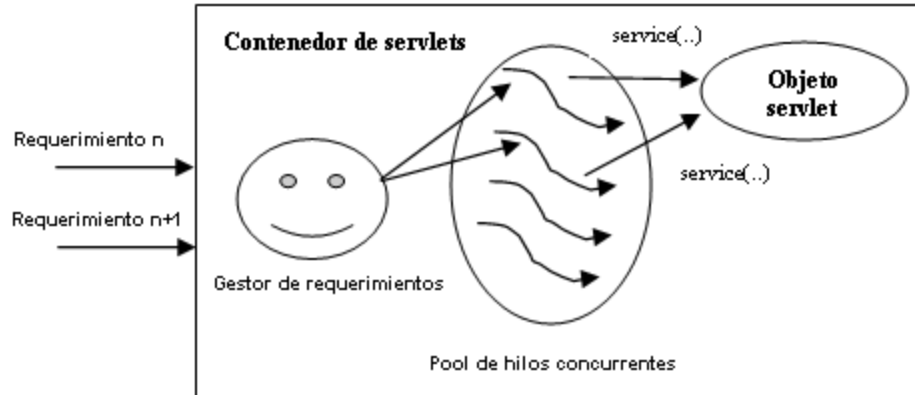 Contenedor de servlets
service(..)
Objeto
servlet
Requerimiento n
service(..)
Requerimiento n+1
Gestor de requerimientos
Pool de hilos concurrentes